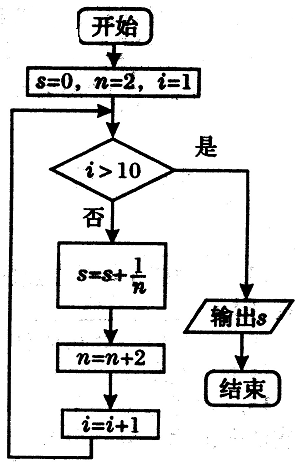 开始
s=0, n=2, i=1
i>10
是
否
s=s+1/n
n=n+2
i=i+1
输出s
结束